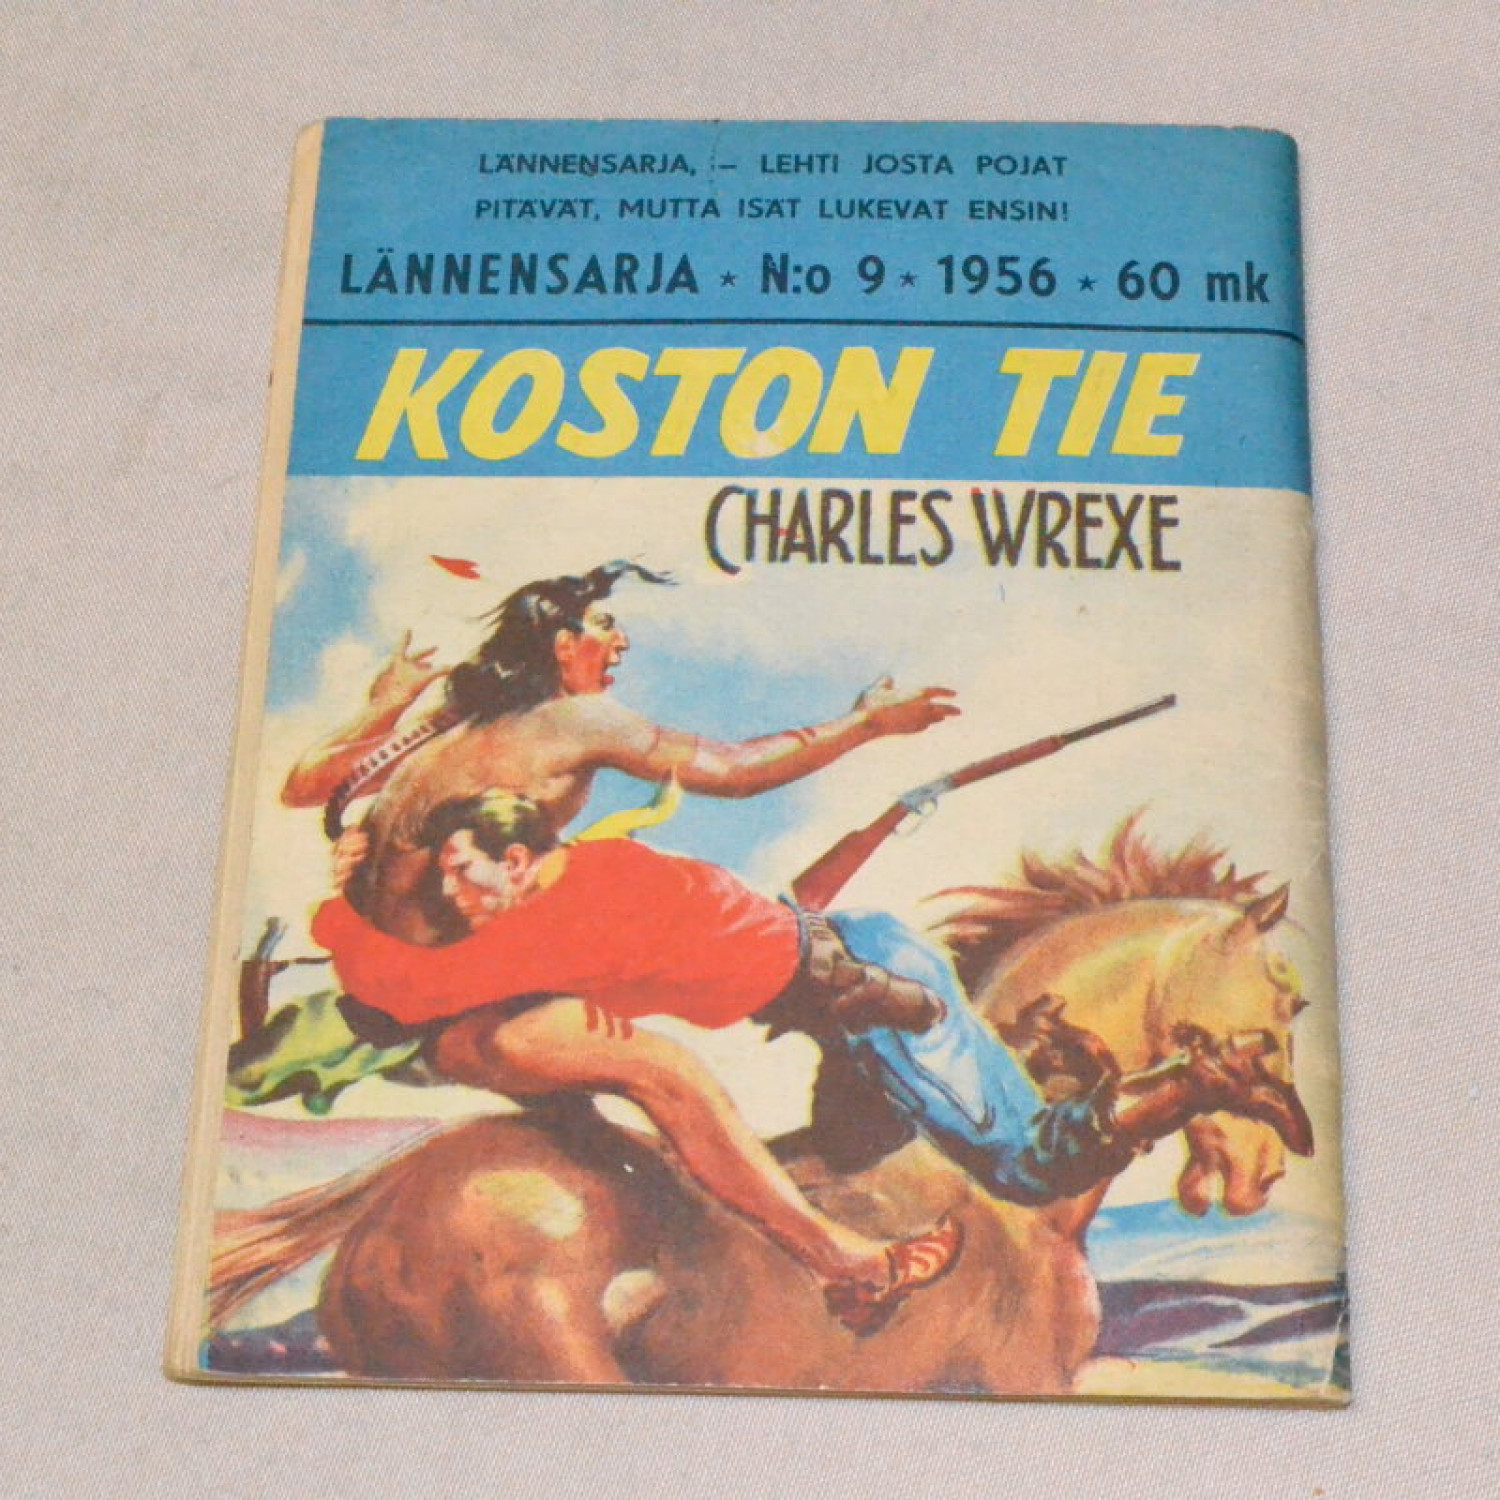 LÄNNENSARJA, – LEHTI JOSTA POJAT
PITÄVÄT, MUTTA ISÄT LUKEVAT ENSIN!
LÄNNENSARJA ★ N:o 9 ★ 1956 ★ 60 mk
KOSTON TIE
CHARLES WREXE